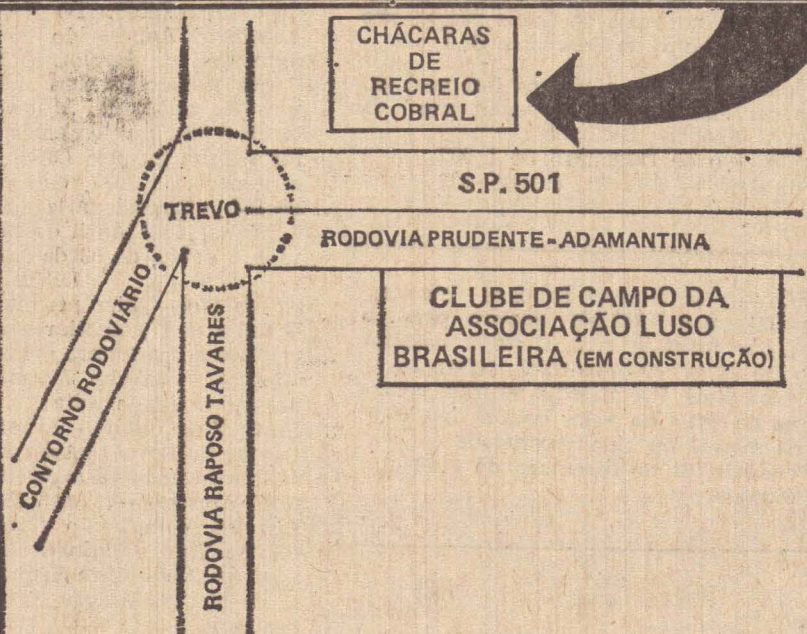 CHÁCARAS
DE
RECREIO
COBRAL
S.P. 501
TREVO
RODOVIA PRUDENTE-ADAMANTINA
CLUBE DE CAMPO DA
ASSOCIAÇÃO LUSO
BRASILEIRA (EM CONSTRUÇÃO)
CONTORNO RODOVIÁRIO
RODOVIA RAPOSO TAVARES